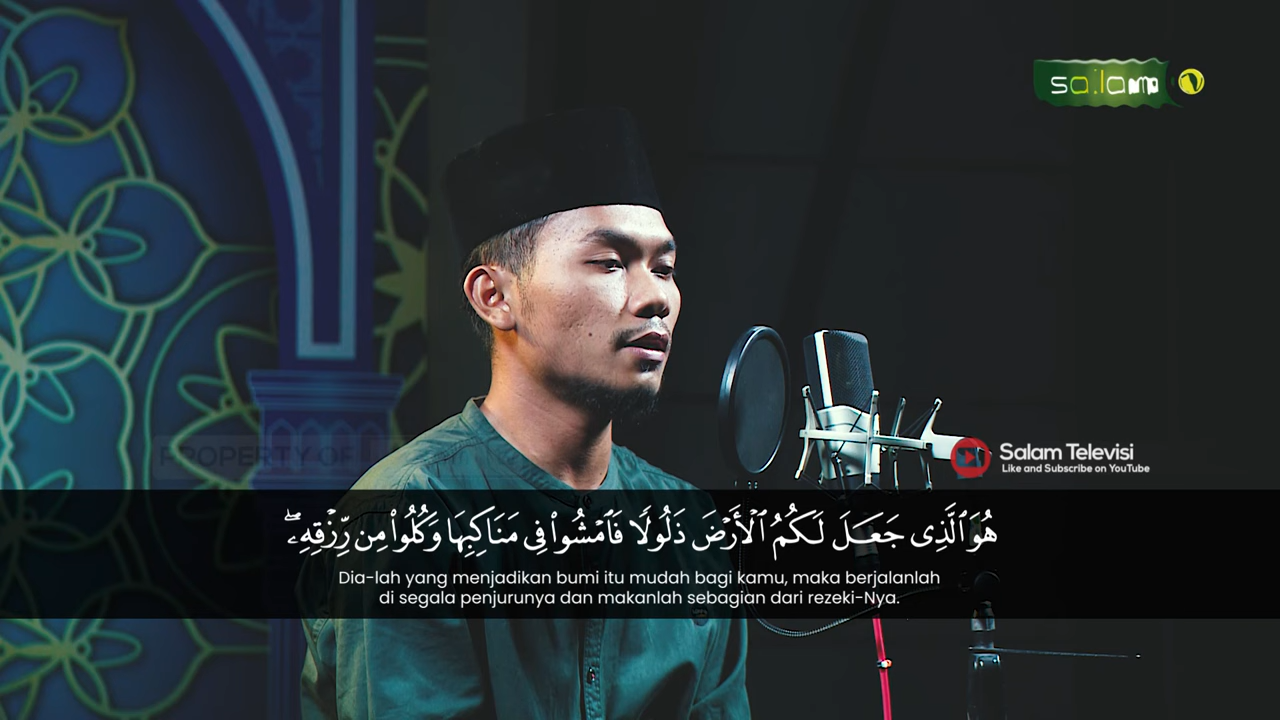 salam
PROPERTY OF
Salam Televisi
Like and Subscribe on YouTube
هُوَ ٱلَّذِى جَعَلَ لَكُمُ ٱلْأَرْضَ ذَلُولًا فَٱمْشُوا۟ فِى مَنَاكِبِهَا وَكُلُوا۟ مِن رِّزْقِهِۦ ۖ
Dia-lah yang menjadikan bumi itu mudah bagi kamu, maka berjalanlah
di segala penjurunya dan makanlah sebagian dari rezeki-Nya.